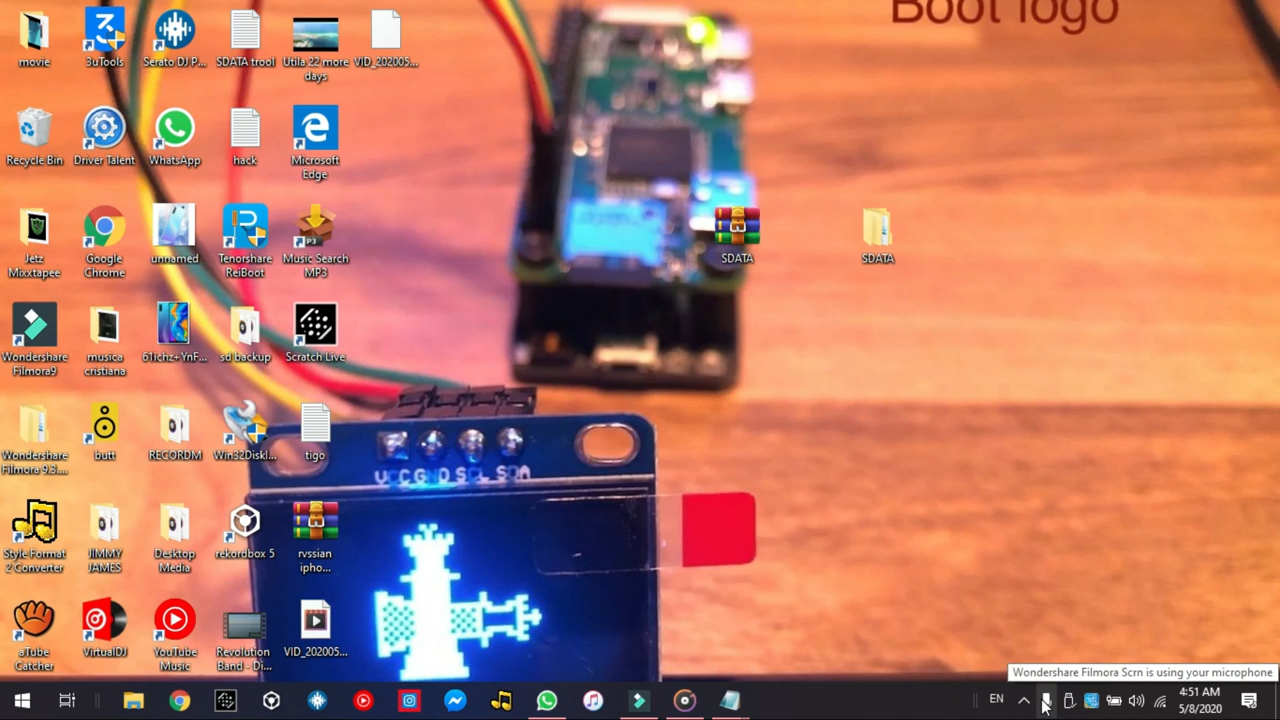 Boot logo
movie
3uTools
Serato DJ P...
SDATA trool
Utila 22 more
days
VID_202005...
Recycle Bin
Driver Talent
WhatsApp
hack
Microsoft
Edge
Jetz
Mixxtapee
Google
Chrome
unnamed
Tenorshare
ReiBoot
P3
Music Search
MP3
SDATA
SDATA
Wondershare
Filmora9
musica
cristiana
61ichz+YnF...
sd backup
Scratch Live
Wondershare
Filmora 9.3....
butt
RECORDM
Win32DiskI...
tigo
VCC GND SCL SDA
Style Format
2 Converter
JIMMY
JAMES
Desktop
Media
rekordbox 5
rvssian
ipho...
aTube
Catcher
VirtualDJ
YouTube
Music
Revolution
Band - Di...
VID_202005...
Wondershare Filmora Scrn is using your microphone
EN
4:51 AM
5/8/2020